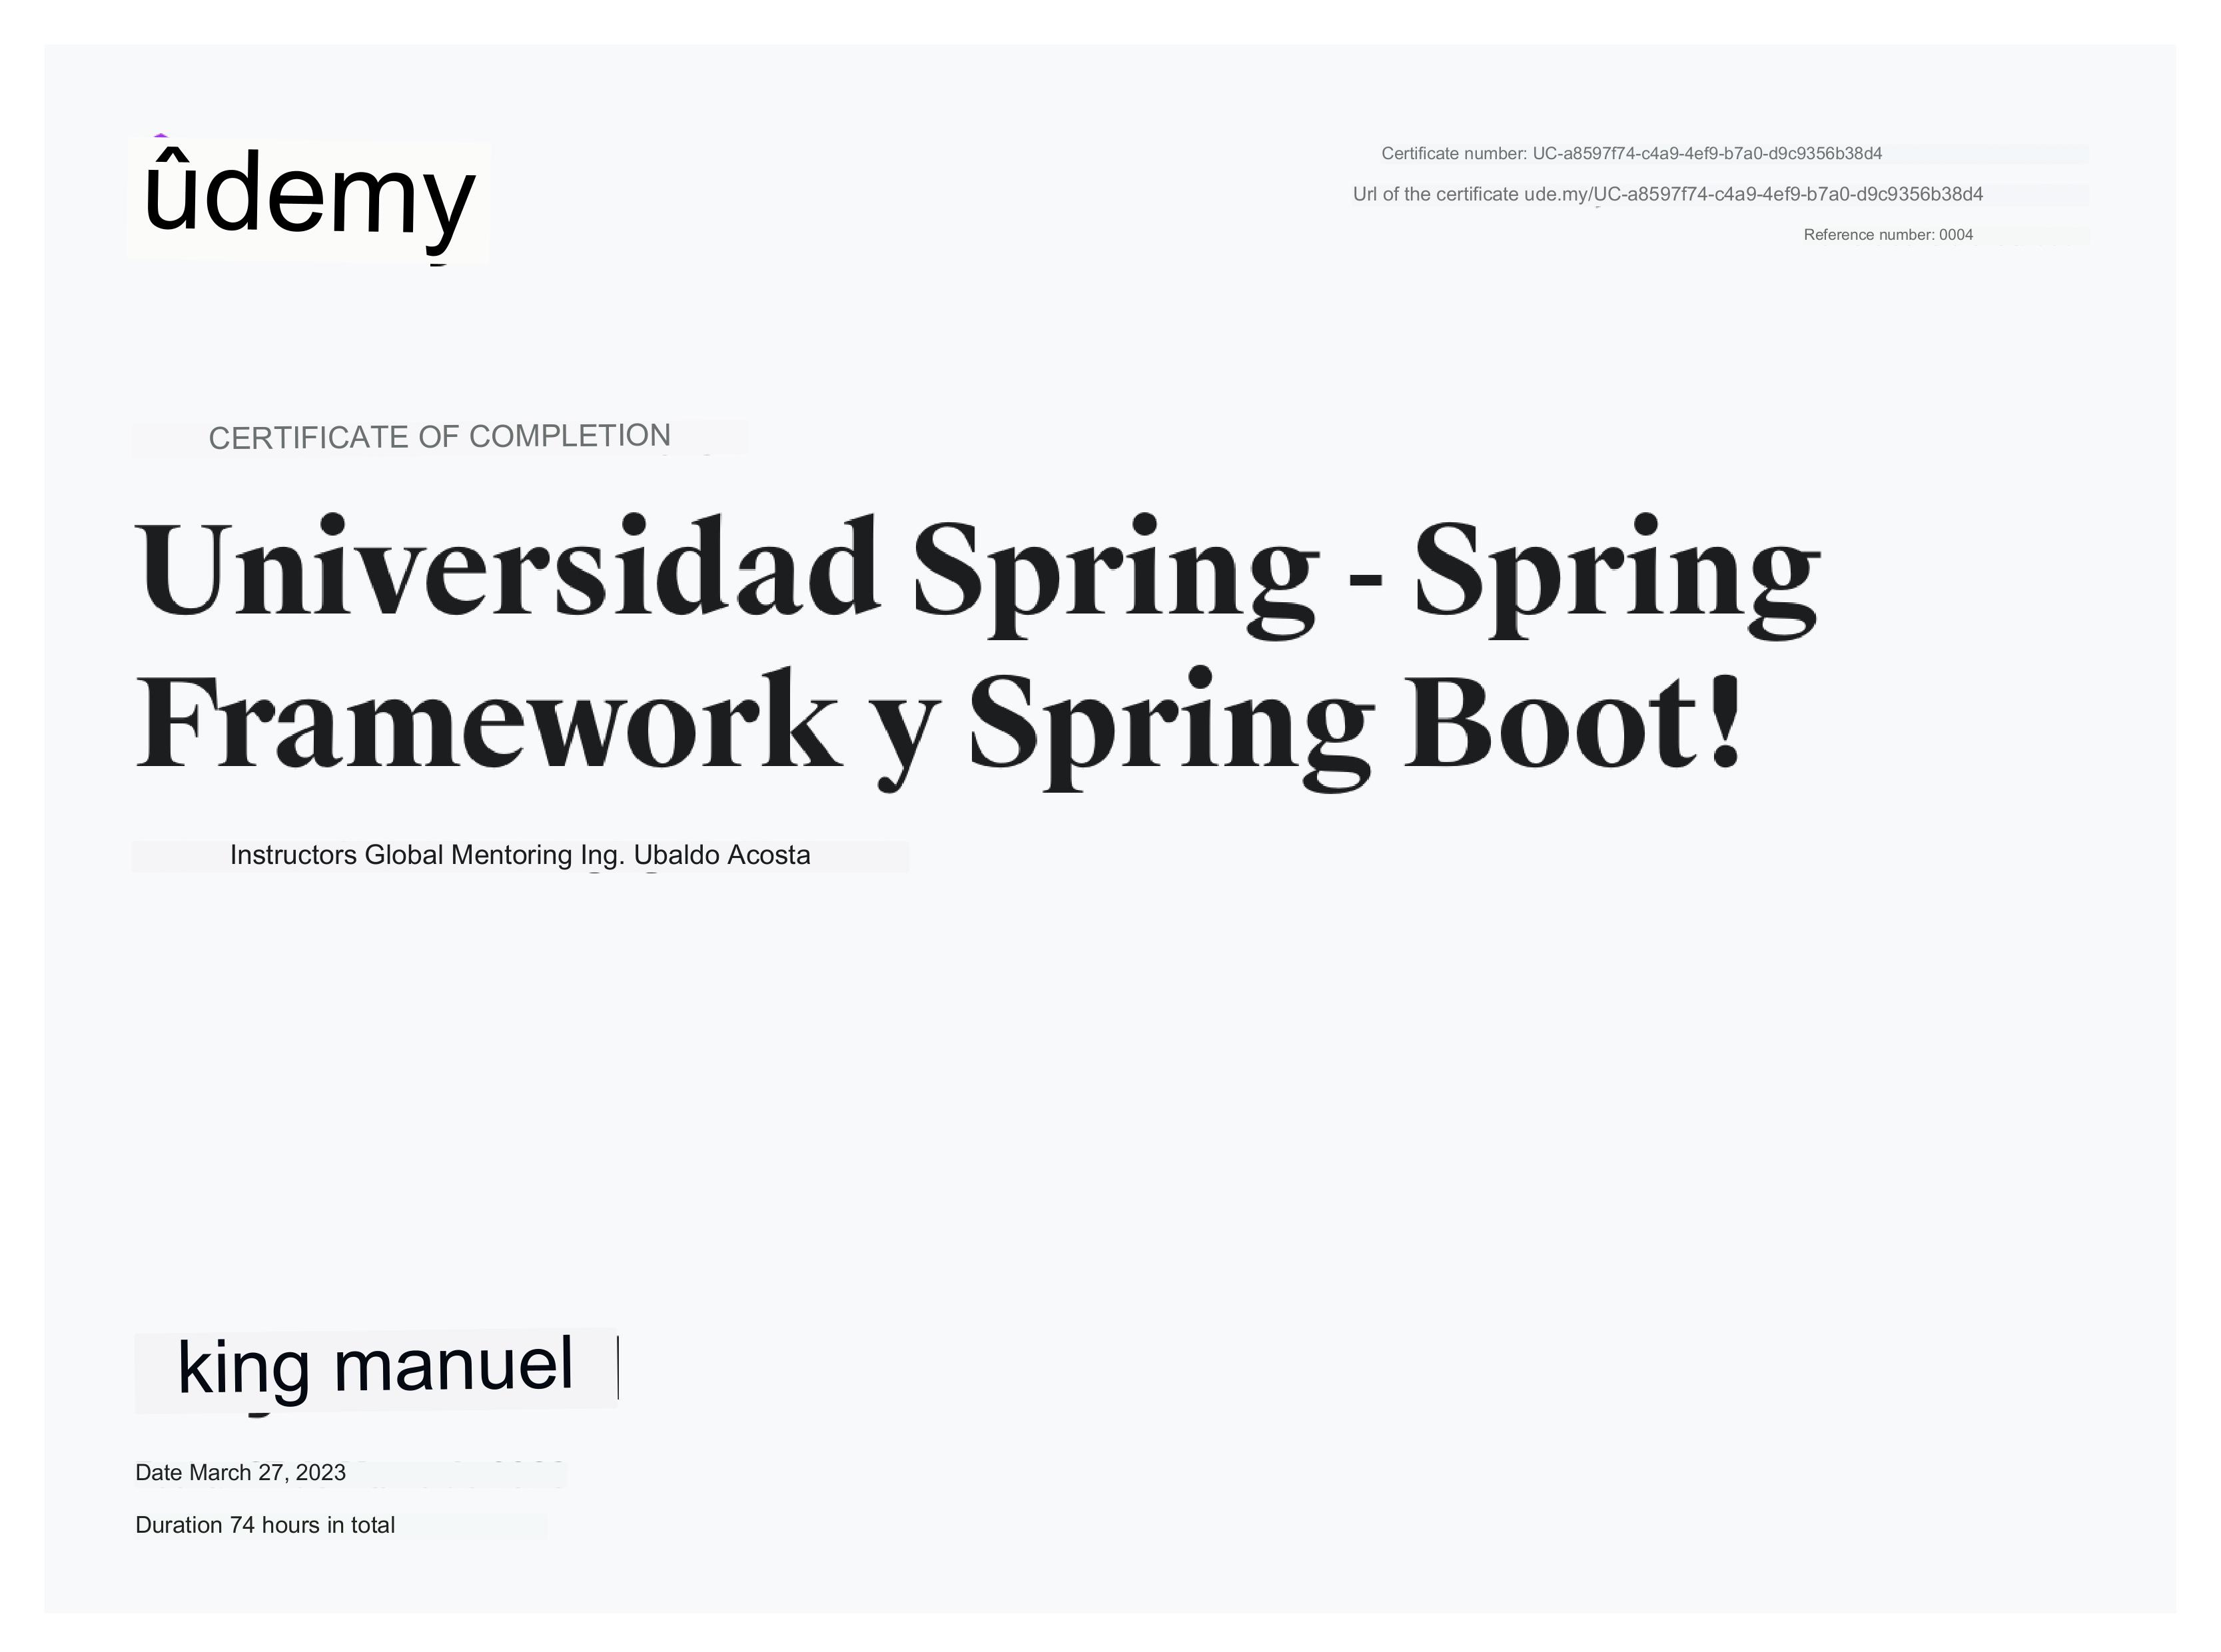 ûdemy
Certificate number: UC-a8597f74-c4a9-4ef9-b7a0-d9c9356b38d4
Url of the certificate ude.my/UC-a8597f74-c4a9-4ef9-b7a0-d9c9356b38d4
Reference number: 0004
CERTIFICATE OF COMPLETION
Universidad Spring - Spring
Framework y Spring Boot!
Instructors Global Mentoring Ing. Ubaldo Acosta
king manuel
Date March 27, 2023
Duration 74 hours in total